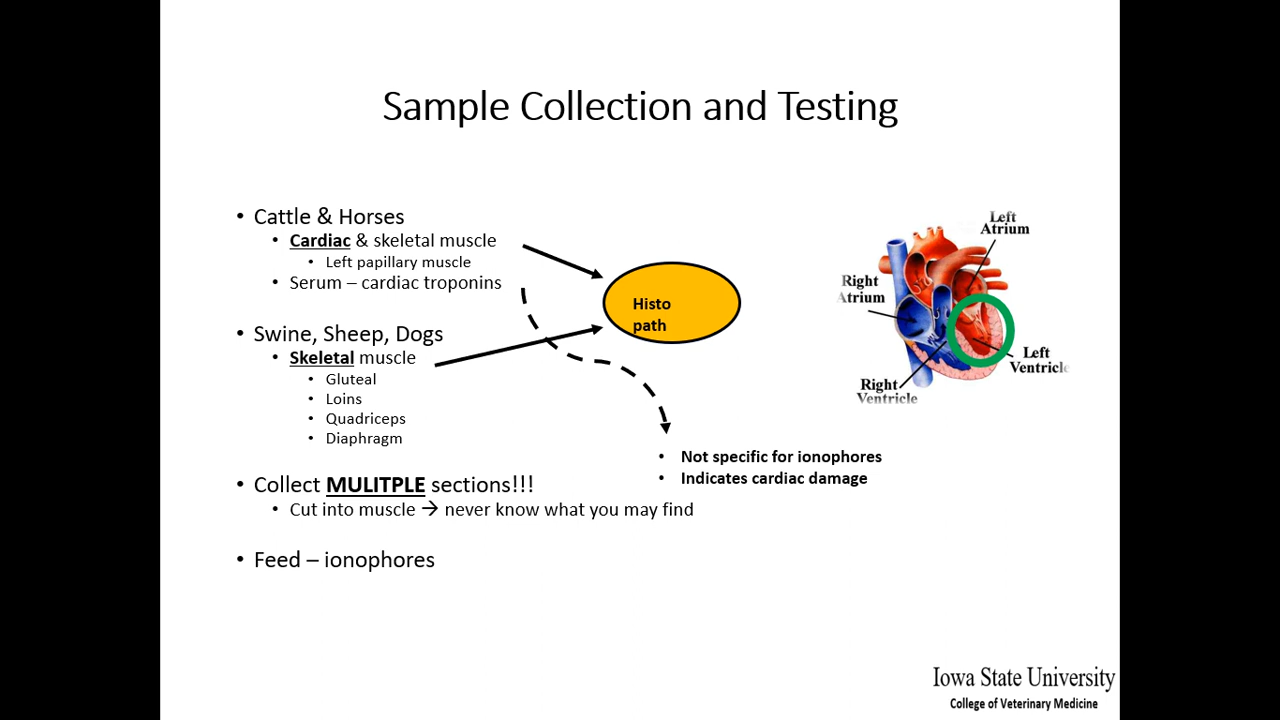 Sample Collection and Testing
• Cattle & Horses
• Cardiac & skeletal muscle
• Left papillary muscle
• Serum – cardiac troponins
• Swine, Sheep, Dogs
• Skeletal muscle
• Gluteal
• Loins
• Quadriceps
• Diaphragm
• Collect MULITPLE sections!!!
• Cut into muscle → never know what you may find
• Feed – ionophores
Histo
path
• Not specific for ionophores
• Indicates cardiac damage
Left
Atrium
Right
Atrium
Left
Ventricle
Right
Ventricle
Iowa State University
College of Veterinary Medicine